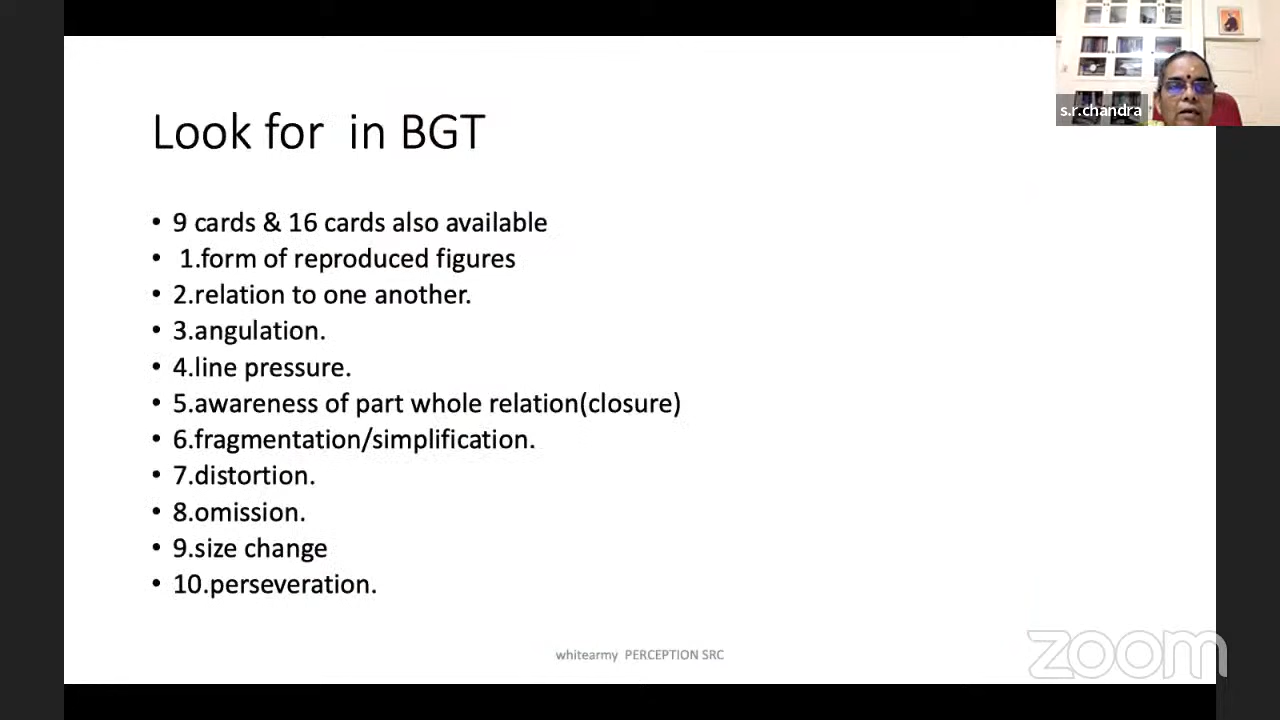 s.r.chandra
Look for in BGT
• 9 cards & 16 cards also available
• 1.form of reproduced figures
• 2.relation to one another.
• 3.angulation.
• 4.line pressure.
• 5.awareness of part whole relation(closure)
• 6.fragmentation/simplification.
• 7.distortion.
• 8.omission.
• 9.size change
• 10.perseveration.
whitearmy PERCEPTION SRC
zoom